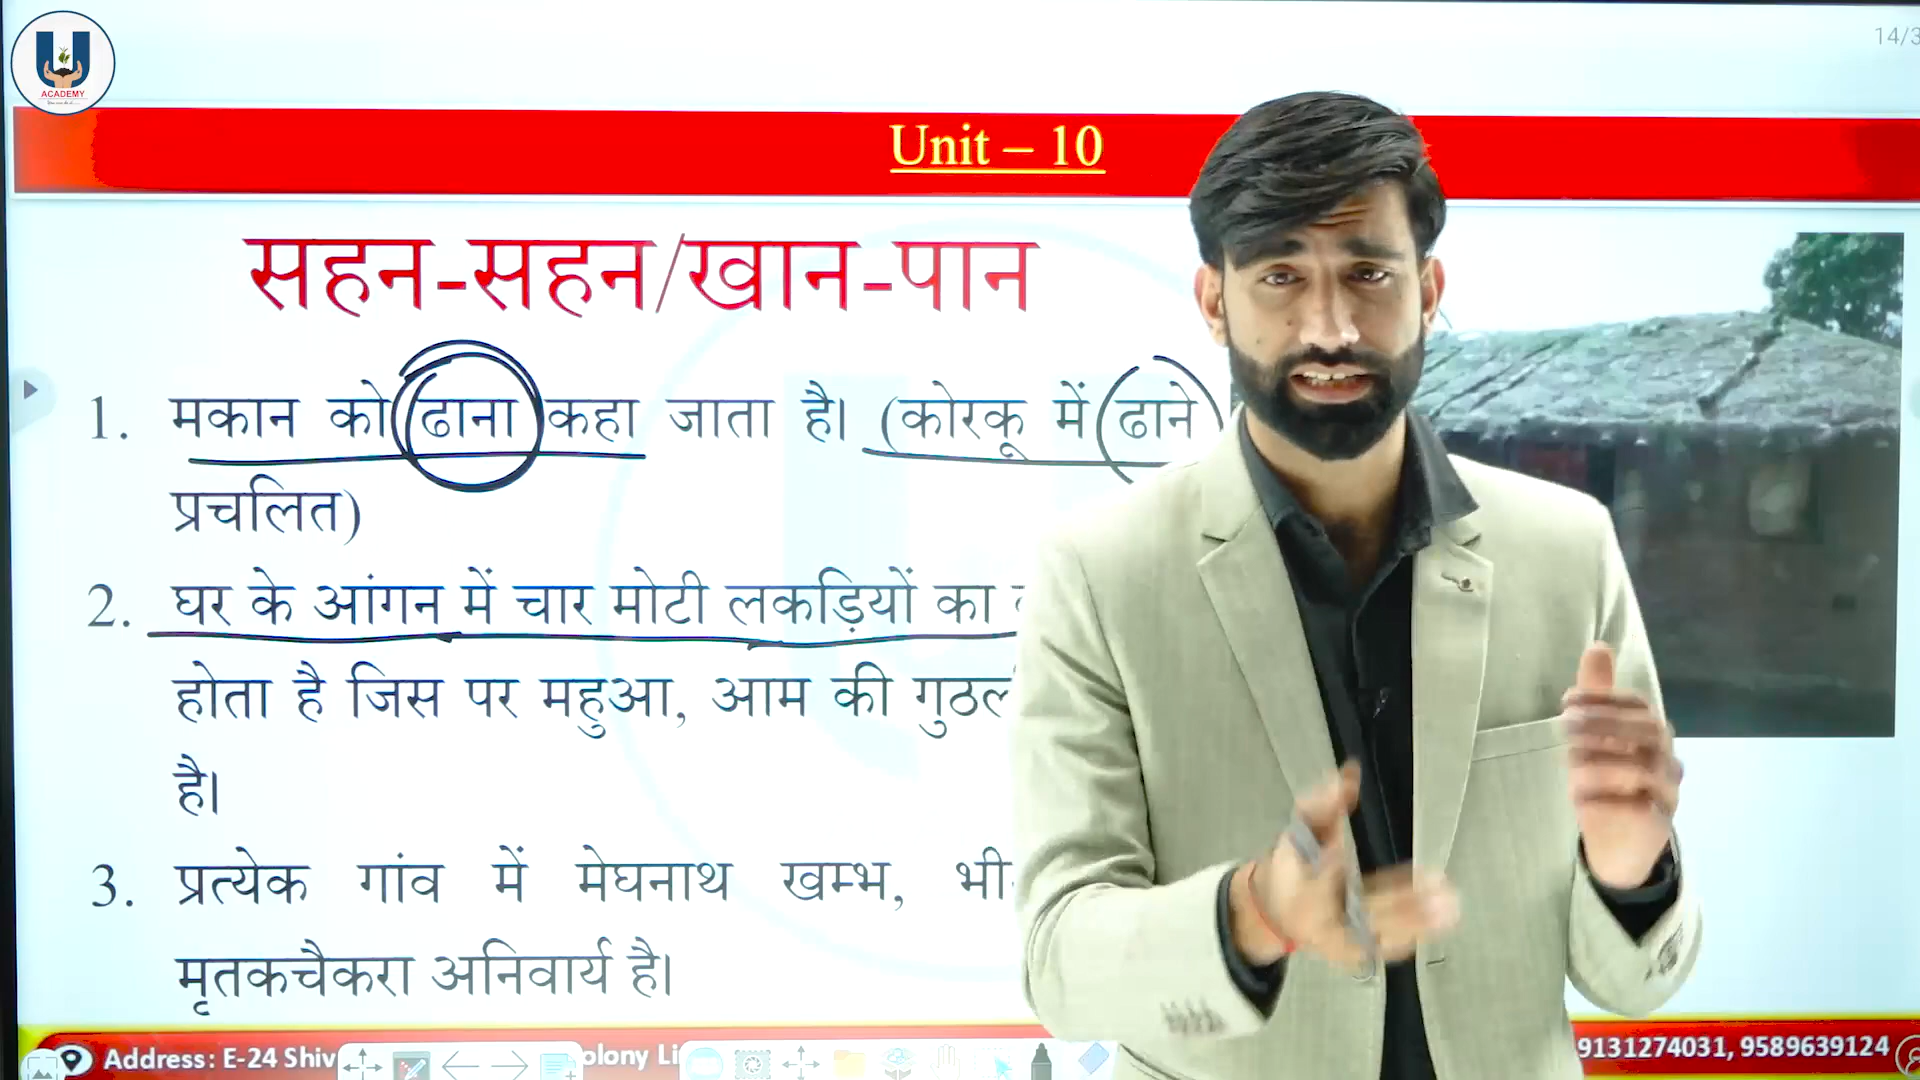 U
ACADEMY
14/3
Unit – 10
सहन-सहन/खान-पान
1. मकान को ढाना कहा जाता है। (कोरकू में ढाने
प्रचलित)
2. घर के आंगन में चार मोटी लकड़ियों का
होता है जिस पर महुआ, आम की
है।
3. प्रत्येक गांव में मेघनाथ खम्भ,
मृतकचैकरा अनिवार्य है।
Address: E-24 Shiv
9131274031, 9589639124